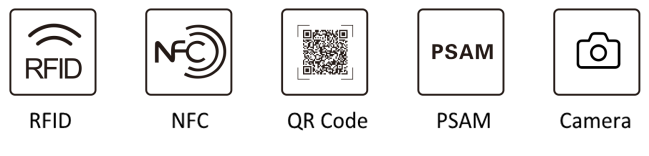 RFID
NFC
PSAM
RFID
NFC
QR Code
PSAM
Camera